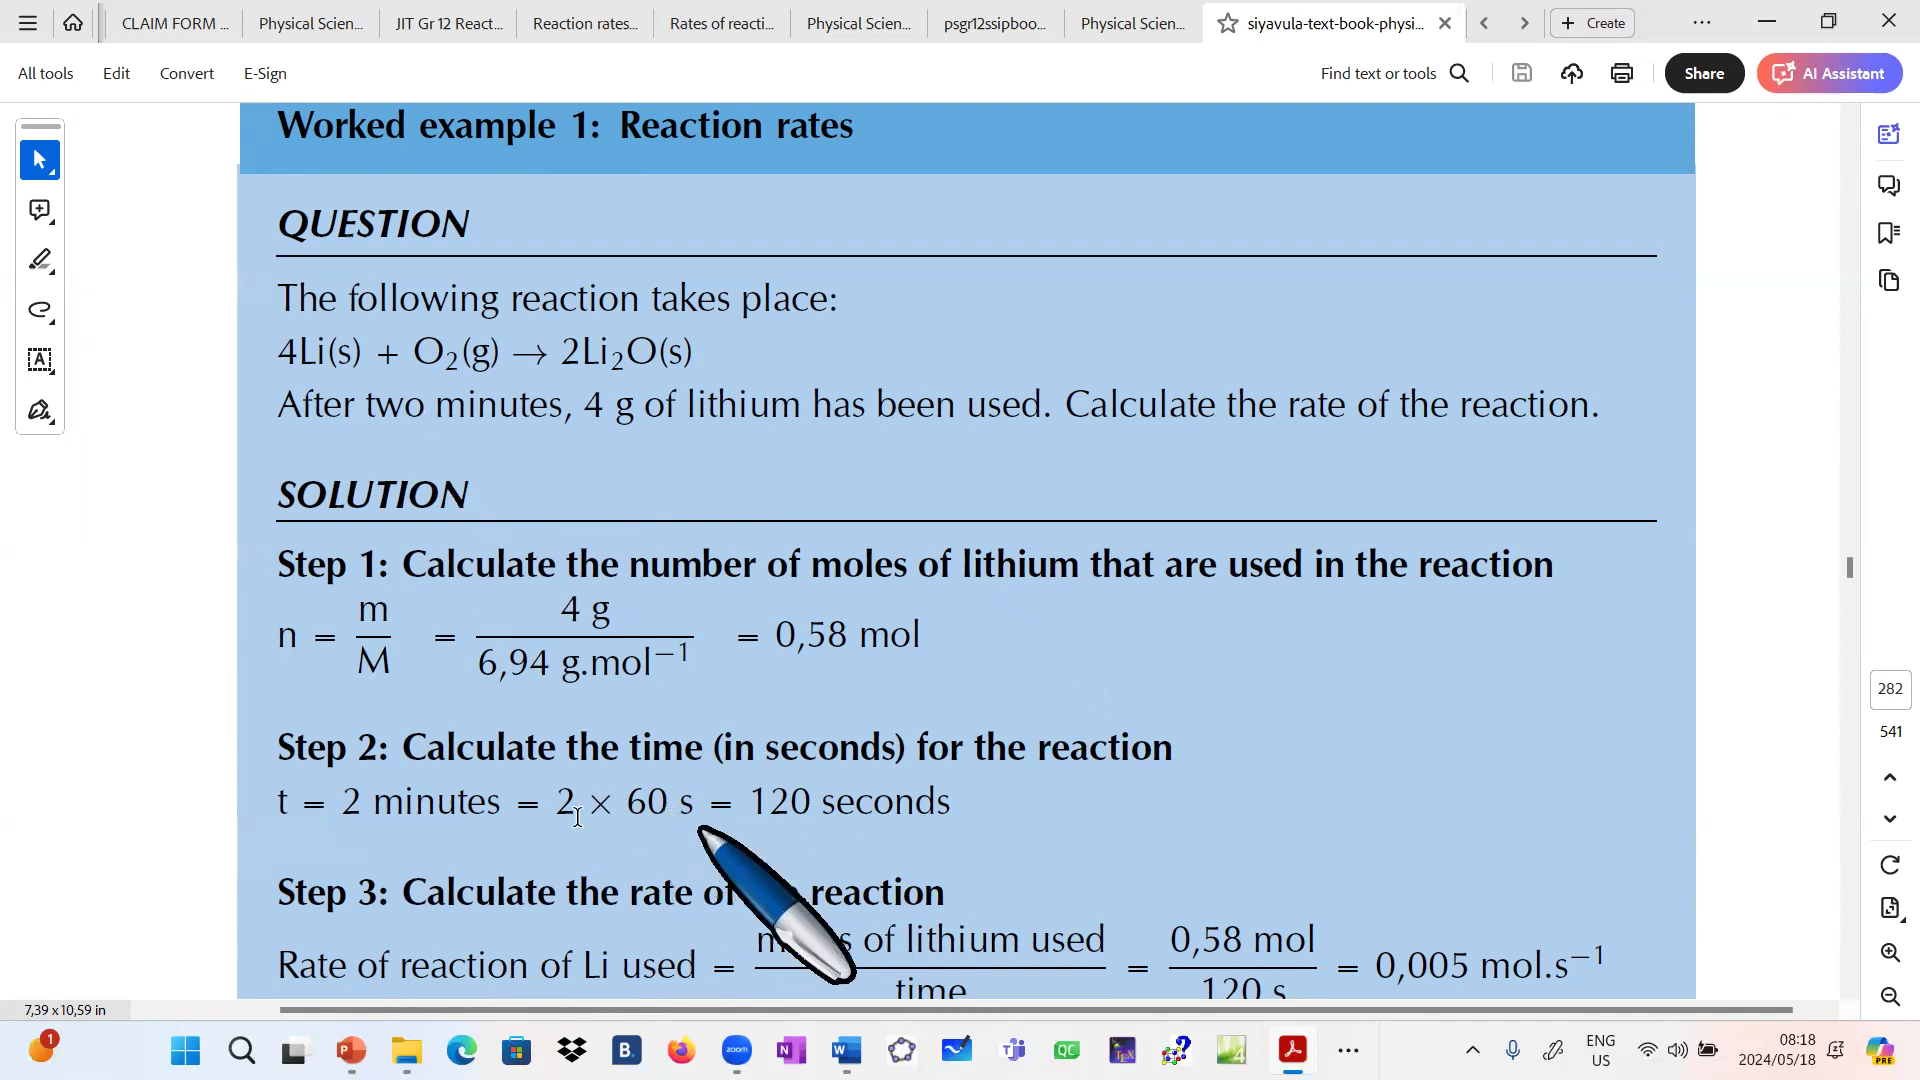 CLAIM FORM ...
Physical Scien...
JIT Gr 12 React...
Reaction rates...
Rates of reacti...
Physical Scien...
psgr12ssipboo...
Physical Scien...
siyavula-text-book-physi...
Create
All tools
Edit
Convert
E-Sign
Find text or tools
Share
AI Assistant
Worked example 1: Reaction rates
QUESTION
The following reaction takes place:
4Li(s) + O₂(g) → 2Li₂O(s)
After two minutes, 4 g of lithium has been used. Calculate the rate of the reaction.
SOLUTION
Step 1: Calculate the number of moles of lithium that are used in the reaction
n = m/M = 4 g/6,94 g.mol⁻¹ = 0,58 mol
Step 2: Calculate the time (in seconds) for the reaction
t = 2 minutes = 2 × 60 s = 120 seconds
Step 3: Calculate the rate of reaction
Rate of reaction of Li used = of lithium used/time = 0,58 mol/120 s = 0,005 mol.s⁻¹
282
541
7,39 x 10,59 in
1
ENG
US
08:18
2024/05/18